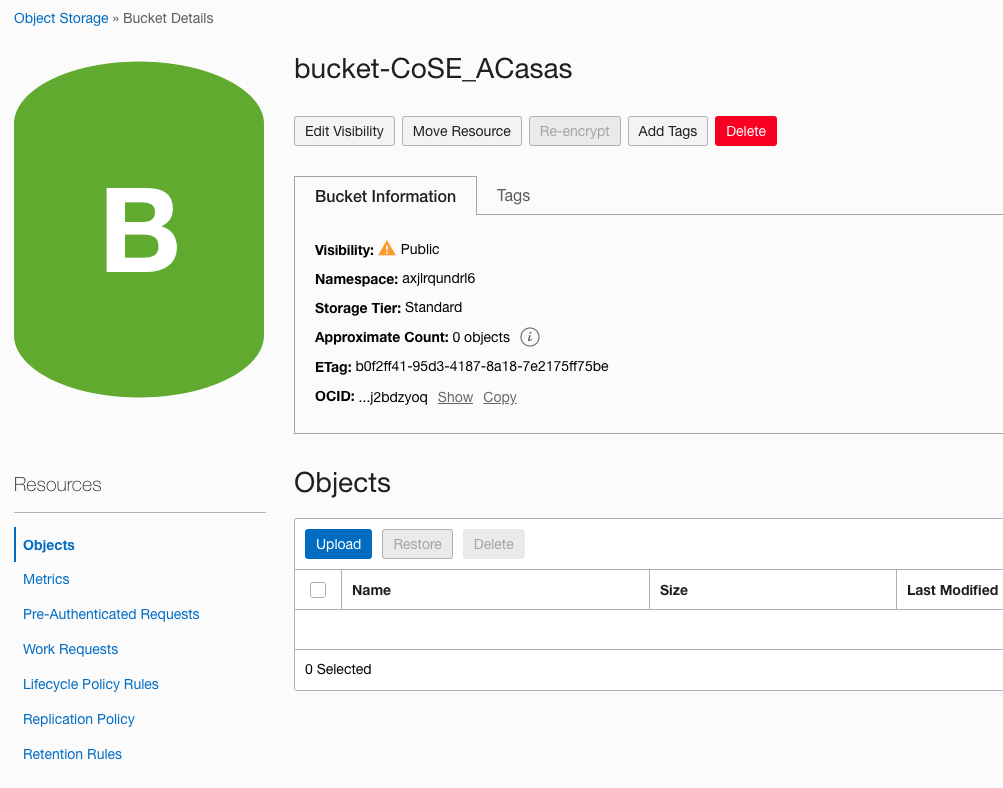 Object Storage » Bucket Details
B
bucket-CoSE_ACasas
Edit Visibility Move Resource Re-encrypt Add Tags Delete
Bucket Information Tags
Visibility: Public
Namespace: axjlrqundrl6
Storage Tier: Standard
Approximate Count: 0 objects i
ETag: b0f2ff41-95d3-4187-8a18-7e2175ff75be
OCID: ...j2bdzyoq Show Copy
Resources
Objects
Metrics
Pre-Authenticated Requests
Work Requests
Lifecycle Policy Rules
Replication Policy
Retention Rules
Objects
Upload Restore Delete
Name Size Last Modified
0 Selected